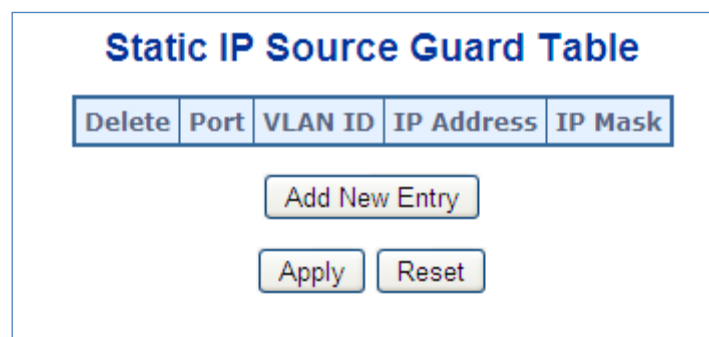 Static IP Source Guard Table
Delete Port VLAN ID IP Address IP Mask
Add New Entry
Apply Reset